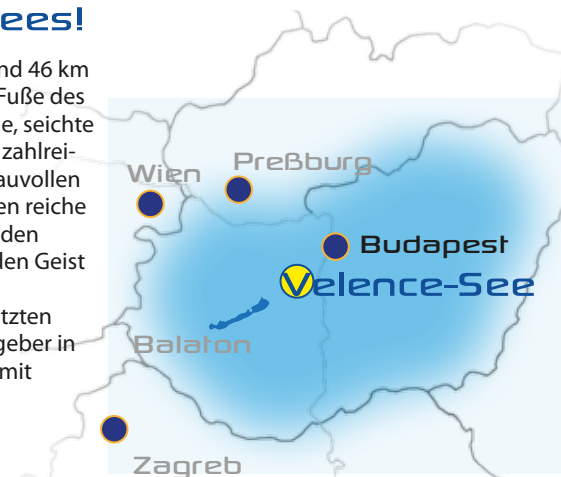 ees!
nd 46 km
Fuße des
e, seichte
zahlrei-
auvollen
en reiche
den
den Geist
tzten
geber in
mit
Wien
Preßburg
Budapest
Velence-See
Balaton
Zagreb